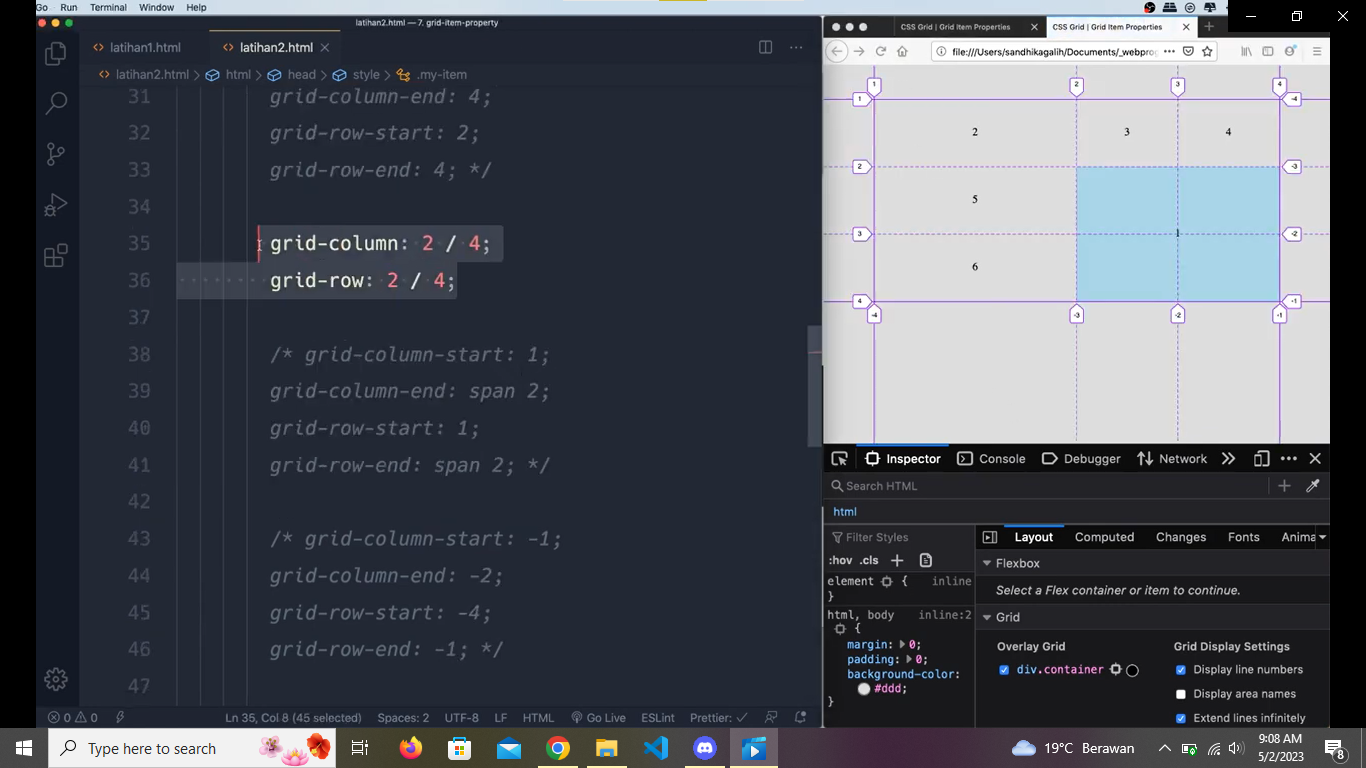 Go Run Terminal Window Help
latihan2.html — 7. grid-item-property
latihan1.html
latihan2.html
latihan2.html > html > head > style > .my-item
31 grid-column-end: 4;
32 grid-row-start: 2;
33 grid-row-end: 4; */
34
35 grid-column: 2 / 4;
36 grid-row: 2 / 4;
37
38 /* grid-column-start: 1;
39 grid-column-end: span 2;
40 grid-row-start: 1;
41 grid-row-end: span 2; */
42
43 /* grid-column-start: -1;
44 grid-column-end: -2;
45 grid-row-start: -4;
46 grid-row-end: -1; */
47
0 0 Ln 35, Col 8 (45 selected) Spaces: 2 UTF-8 LF HTML Go Live ESLint Prettier: ✓
CSS Grid | Grid Item Properties
CSS Grid | Grid Item Properties
file:///Users/sandhikagalih/Documents/_webprog
1 2 3 4
1 -4
2 3 4
2 -3
5
3 1 -2
6
4 -1
-4 -3 -2 -1
Inspector Console Debugger Network
Search HTML
html
Filter Styles
:hov .cls
element { inline
}
html, body inline:2
{
margin: 0;
padding: 0;
background-color:
#ddd;
}
Layout Computed Changes Fonts Anima
Flexbox
Select a Flex container or item to continue.
Grid
Overlay Grid
div.container
Grid Display Settings
Display line numbers
Display area names
Extend lines infinitely
Type here to search
19°C Berawan
9:08 AM
5/2/2023
8